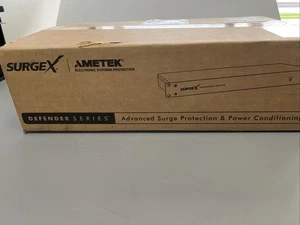 SURGEX
AMETEK
ELECTRONIC SYSTEMS PROTECTION
DEFENDER SERIES
Advanced Surge Protection & Power Conditioning